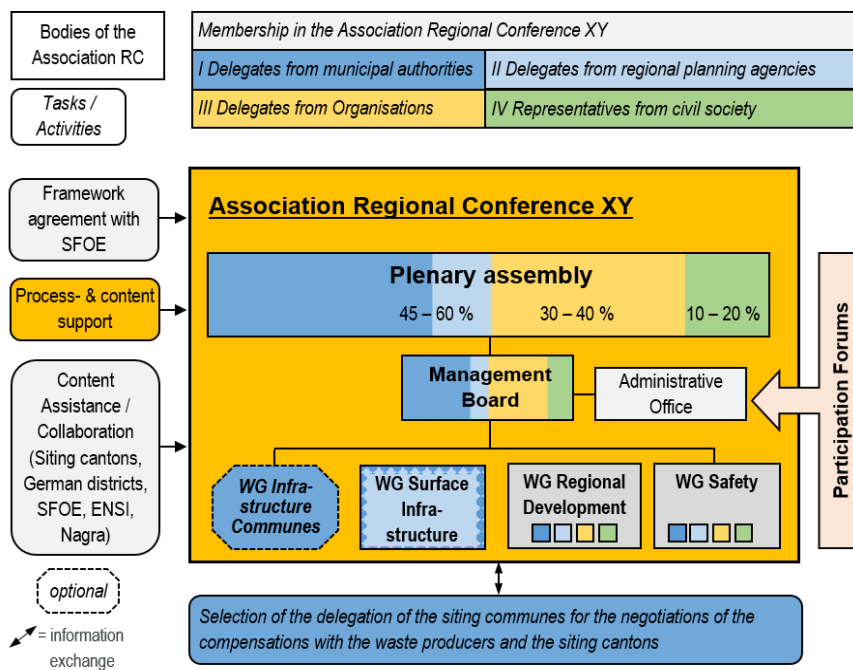 Bodies of the
Association RC
Membership in the Association Regional Conference XY
I Delegates from municipal authorities
II Delegates from regional planning agencies
III Delegates from Organisations
IV Representatives from civil society
Tasks /
Activities
Framework
agreement with
SFOE
Process- & content
support
Content
Assistance /
Collaboration
(Siting cantons,
German districts,
SFOE, ENSI,
Nagra)
optional
= information
exchange
Association Regional Conference XY
Plenary assembly
45 – 60 %
30 – 40 %
10 – 20 %
Management
Board
Administrative
Office
WG Infra-
structure
Communes
WG Surface
Infra-
structure
WG Regional
Development
WG Safety
Participation Forums
Selection of the delegation of the siting communes for the negotiations of the
compensations with the waste producers and the siting cantons